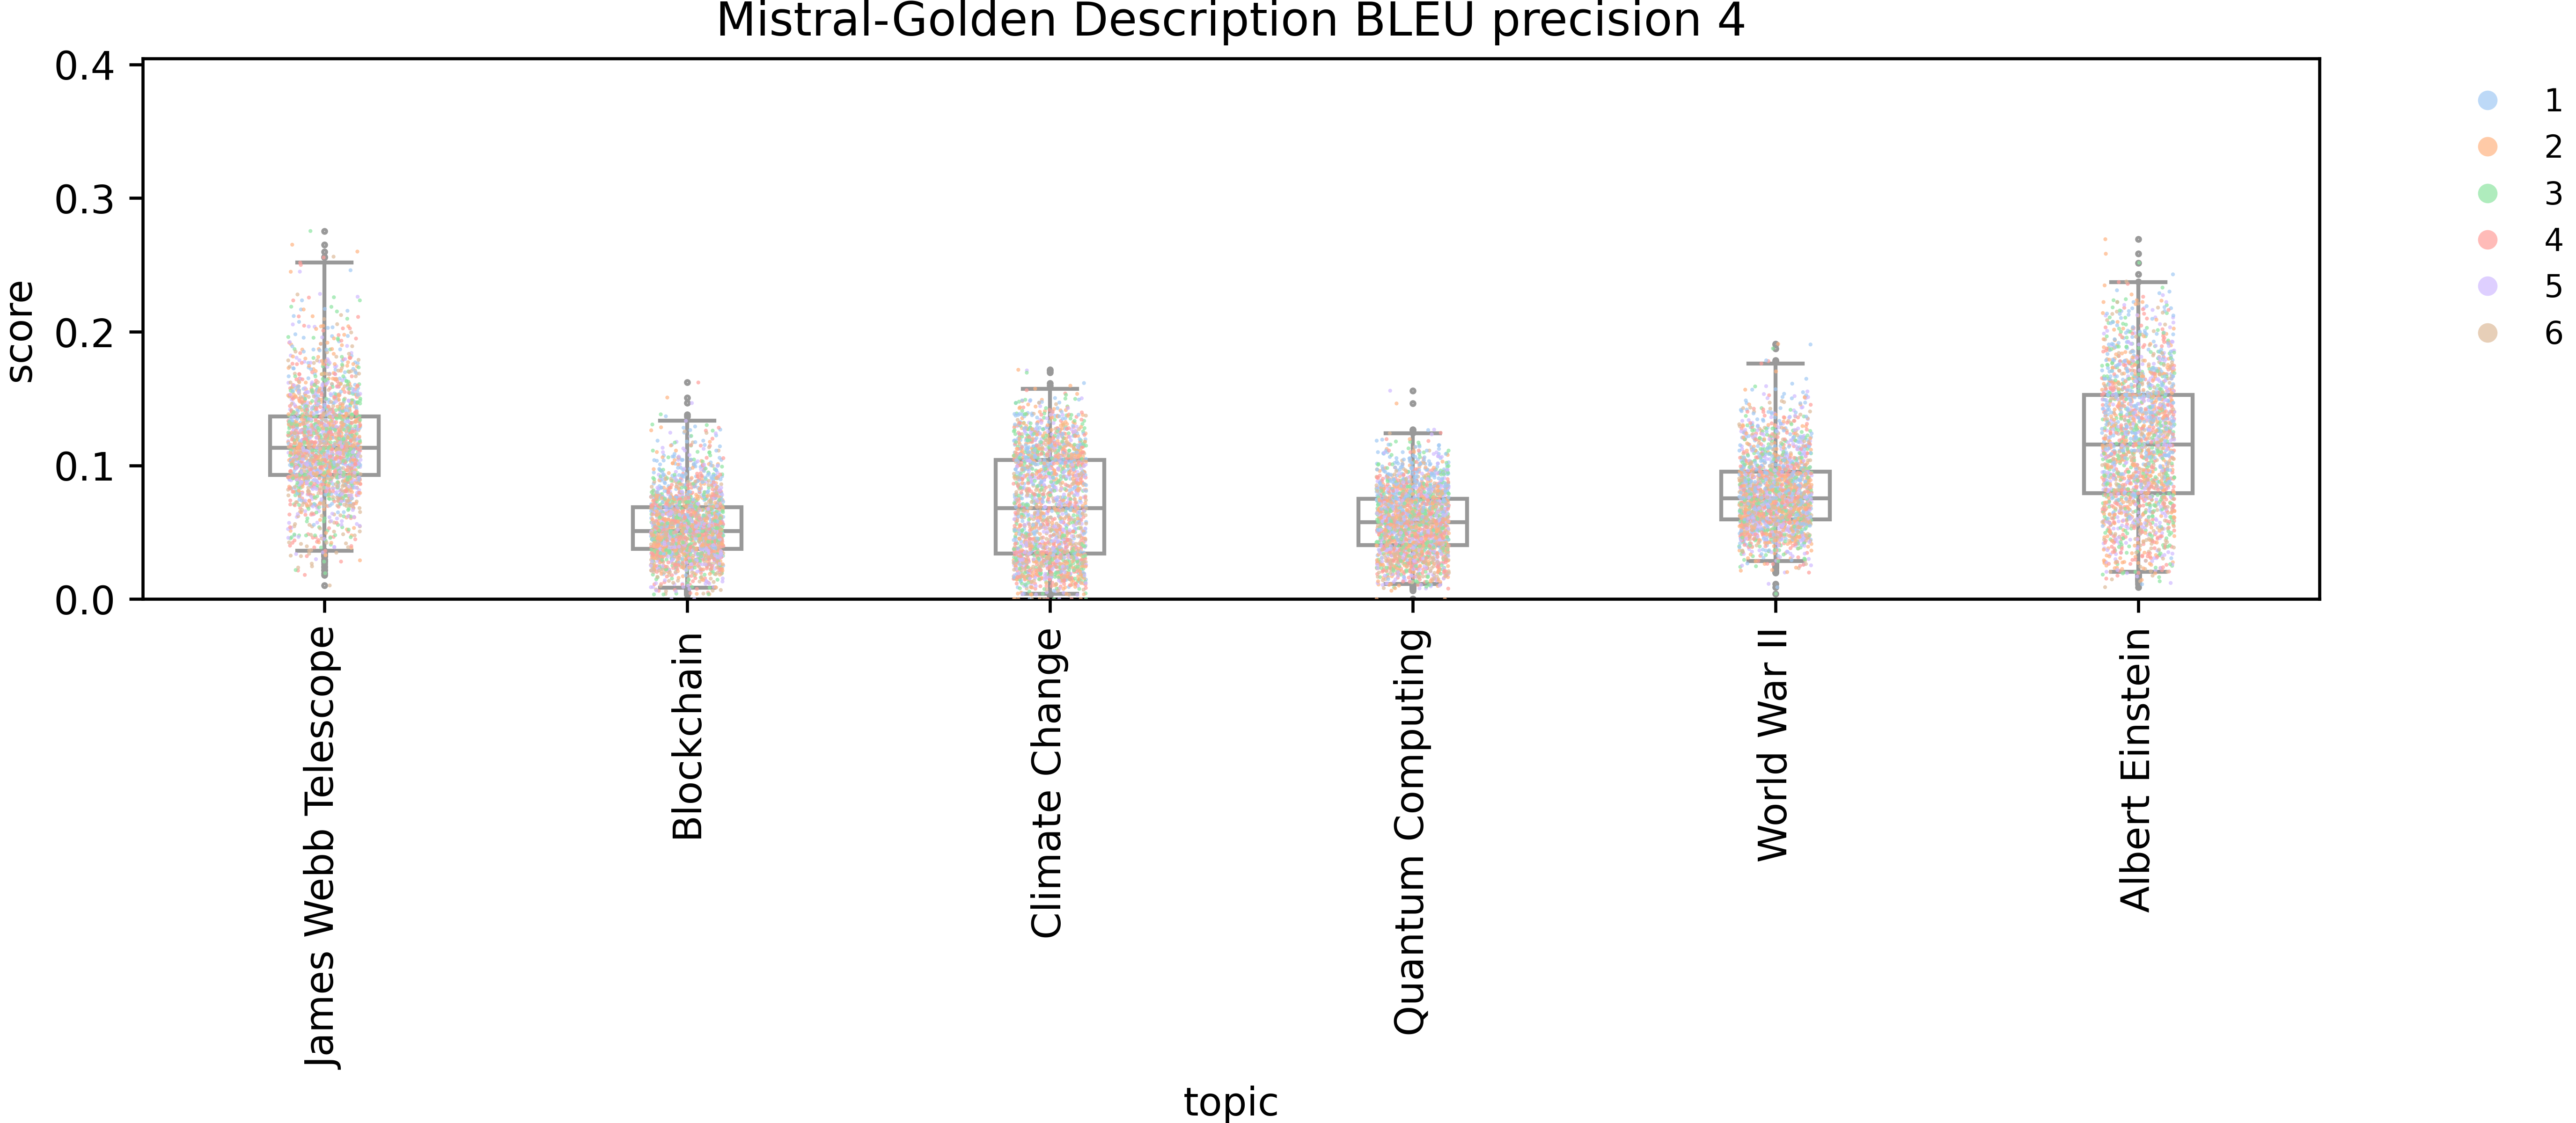 Mistral-Golden Description BLEU precision 4
0.4
0.3
0.2
0.1
0.0
score
James Webb Telescope
Blockchain
Climate Change
Quantum Computing
World War II
Albert Einstein
topic
1
2
3
4
5
6